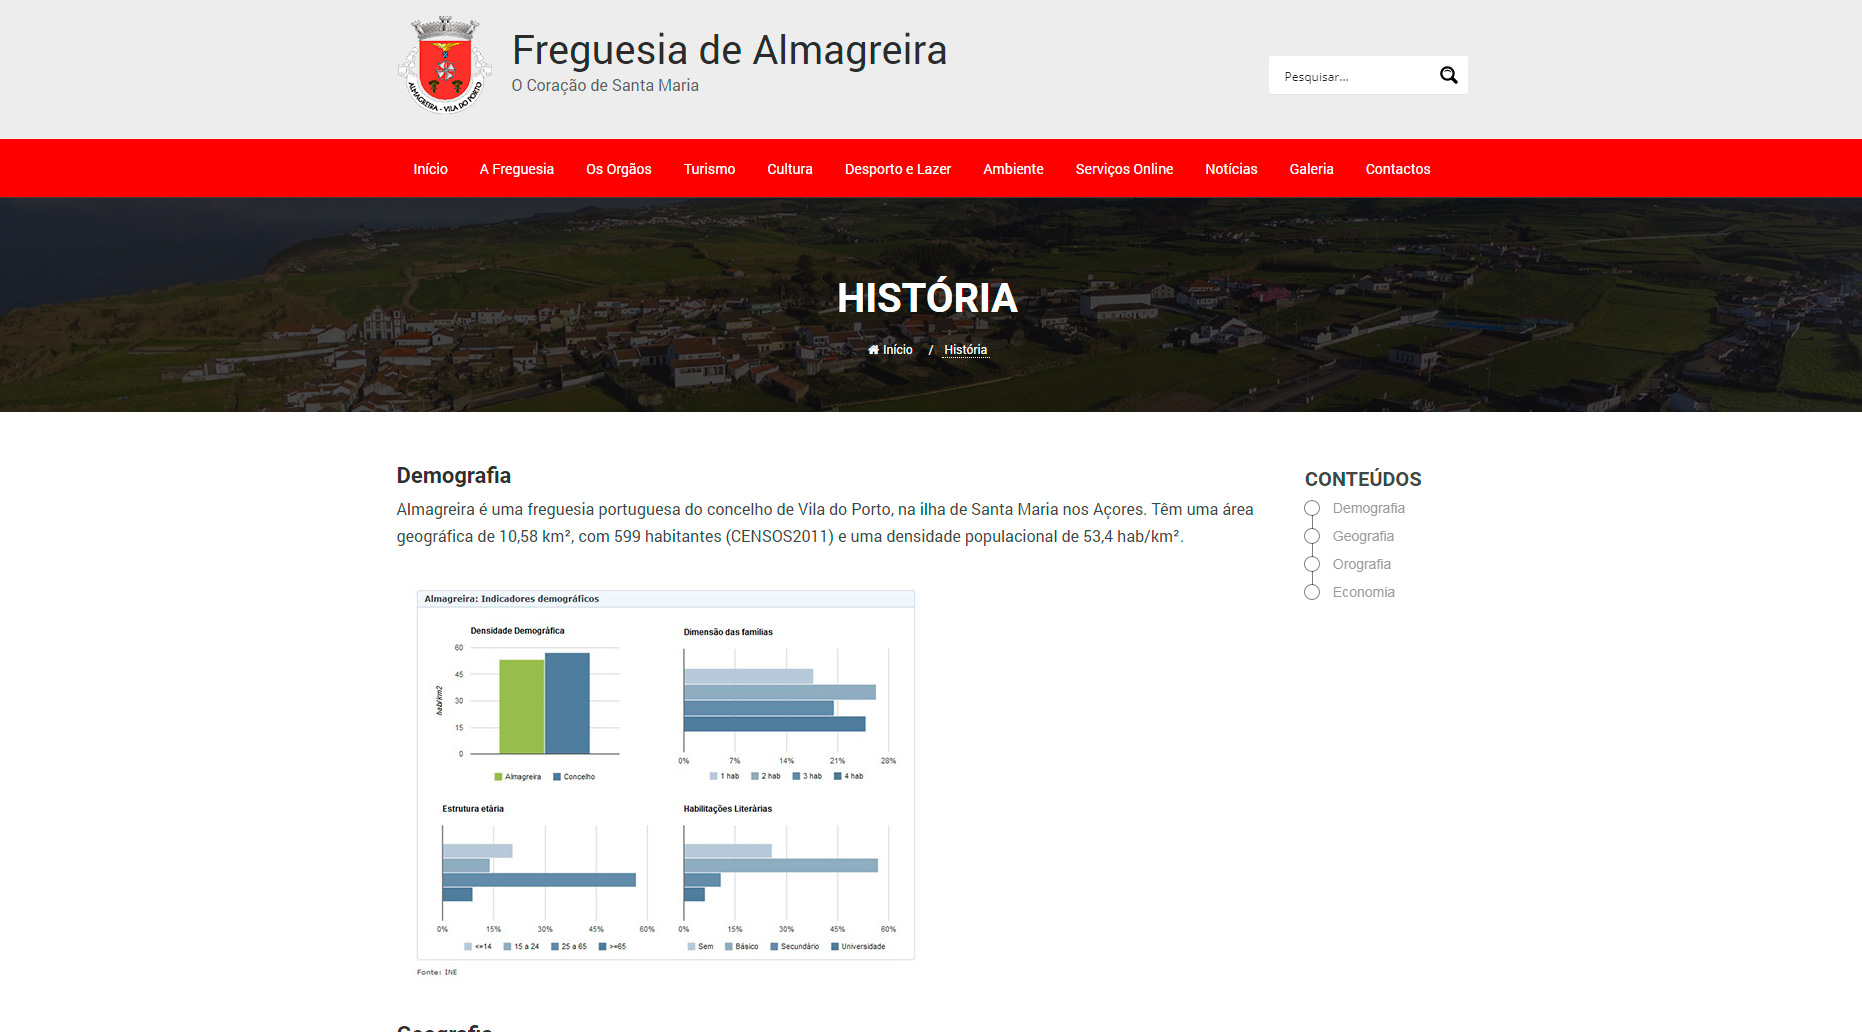 ALMAGREIRA - VILA DO PORTO
Freguesia de Almagreira
O Coração de Santa Maria
Pesquisar...
Início A Freguesia Os Orgãos Turismo Cultura Desporto e Lazer Ambiente Serviços Online Notícias Galeria Contactos
HISTÓRIA
Início / História
Demografia
Almagreira é uma freguesia portuguesa do concelho de Vila do Porto, na ilha de Santa Maria nos Açores. Têm uma área
geográfica de 10,58 km², com 599 habitantes (CENSOS2011) e uma densidade populacional de 53,4 hab/km².
CONTEÚDOS
Demografia
Geografia
Orografia
Economia
Almagreira: Indicadores demográficos
Densidade Demográfica
60
45
30
15
0
hab/km2
Almagreira Concelho
Dimensão das famílias
0% 7% 14% 21% 28%
1 hab 2 hab 3 hab 4 hab
Estrutura etária
0% 15% 30% 45% 60%
<=14 15 a 24 25 a 65 >=65
Habilitações Literárias
0% 15% 30% 45% 60%
Sem Básico Secundário Universidade
Fonte: INE
Geografia